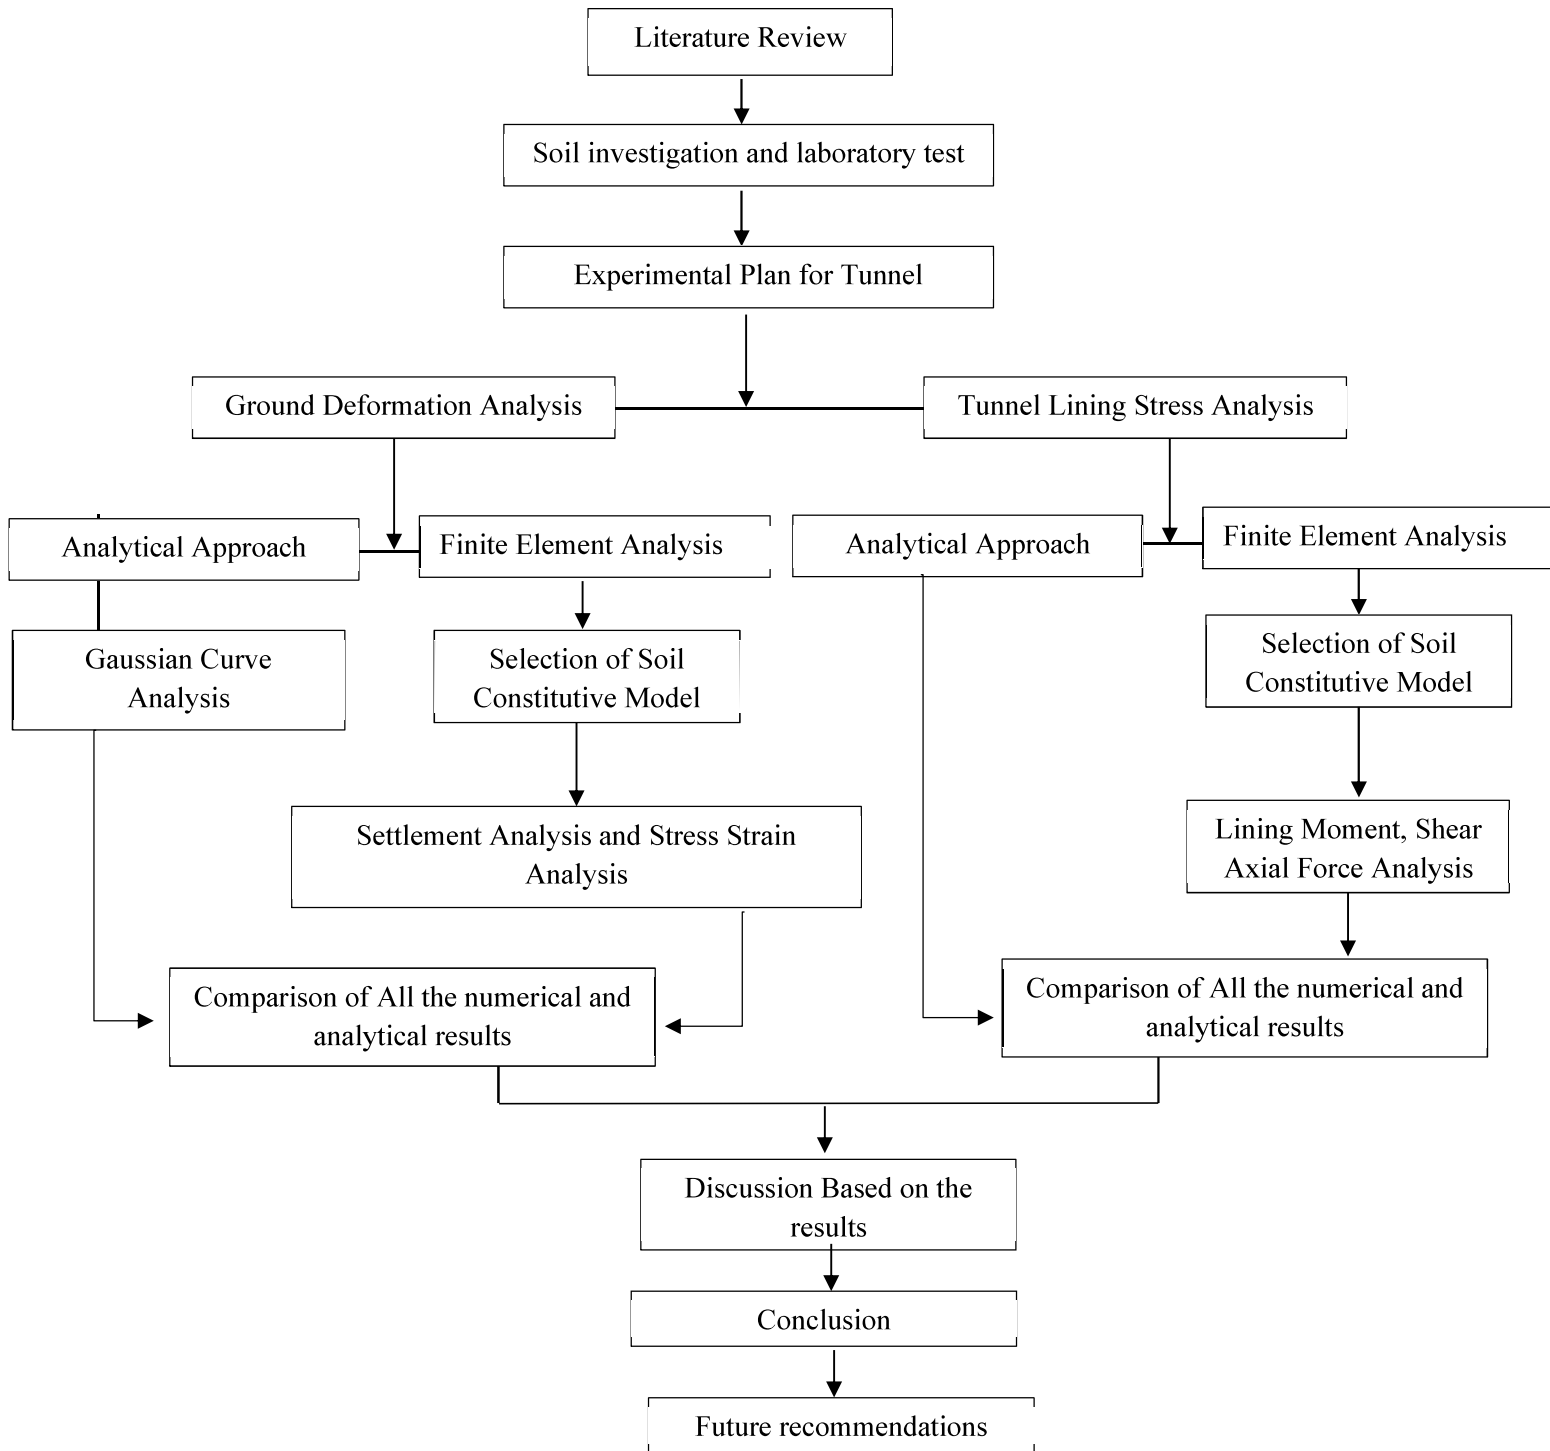 Literature Review
Soil investigation and laboratory test
Experimental Plan for Tunnel
Ground Deformation Analysis
Tunnel Lining Stress Analysis
Analytical Approach
Finite Element Analysis
Analytical Approach
Finite Element Analysis
Gaussian Curve
Analysis
Selection of Soil
Constitutive Model
Selection of Soil
Constitutive Model
Settlement Analysis and Stress Strain
Analysis
Lining Moment, Shear
Axial Force Analysis
Comparison of All the numerical and
analytical results
Comparison of All the numerical and
analytical results
Discussion Based on the
results
Conclusion
Future recommendations